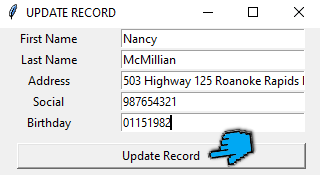 UPDATE RECORD
First Name Nancy
Last Name McMillian
Address 503 Highway 125 Roanoke Rapids
Social 987654321
Birthday 01151982
Update Record